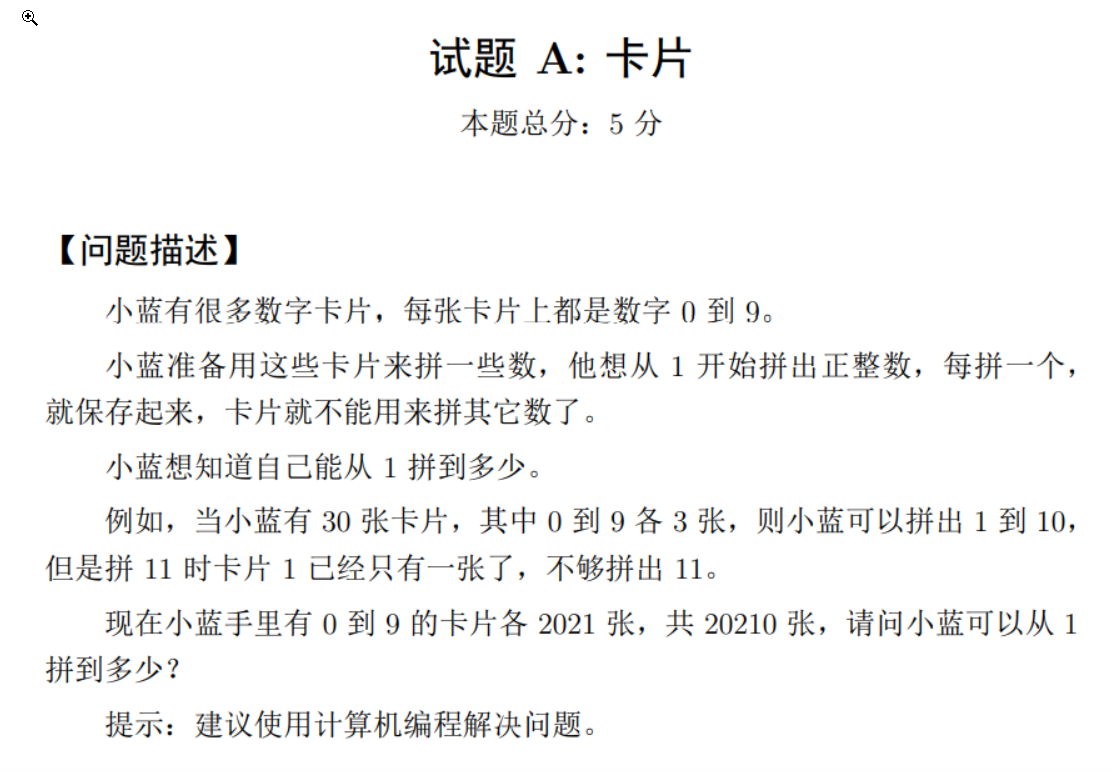 试题 A: 卡片
本题总分：5 分
【问题描述】
小蓝有很多数字卡片，每张卡片上都是数字 0 到 9。
小蓝准备用这些卡片来拼一些数，他想从 1 开始拼出正整数，每拼一个，
就保存起来，卡片就不能用来拼其它数了。
小蓝想知道自己能从 1 拼到多少。
例如，当小蓝有 30 张卡片，其中 0 到 9 各 3 张，则小蓝可以拼出 1 到 10，
但是拼 11 时卡片 1 已经只有一张了，不够拼出 11。
现在小蓝手里有 0 到 9 的卡片各 2021 张，共 20210 张，请问小蓝可以从 1
拼到多少？
提示：建议使用计算机编程解决问题。